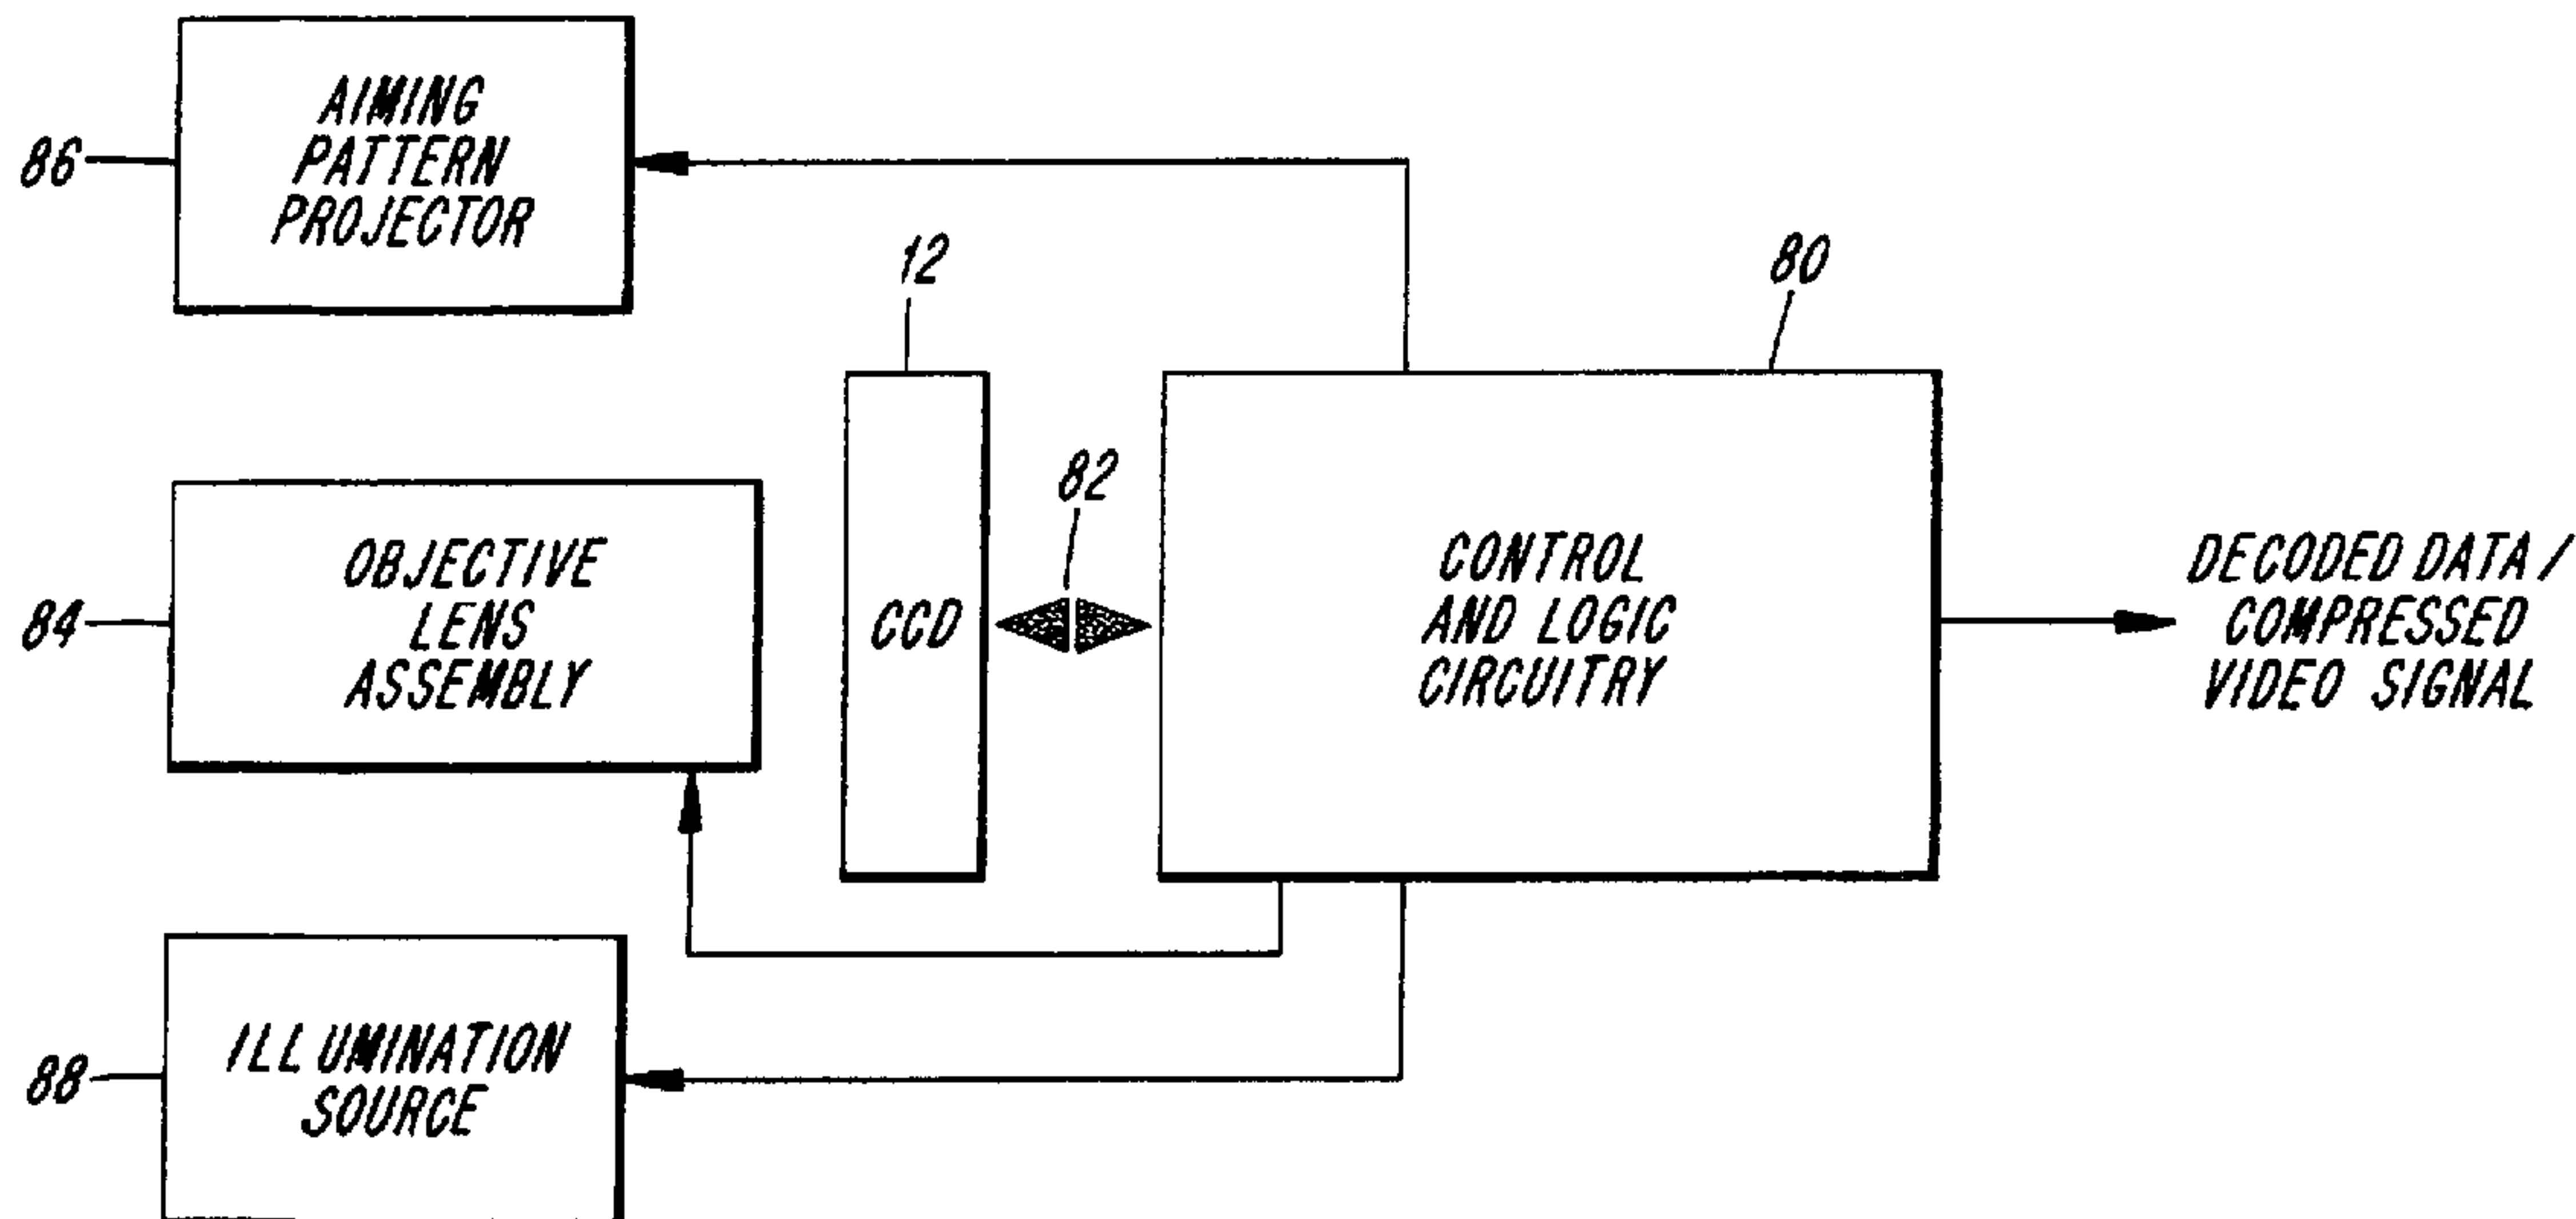 AIMING
PATTERN
PROJECTOR
86
12
80
82
OBJECTIVE
LENS
ASSEMBLY
84
CCD
CONTROL
AND LOGIC
CIRCUITRY
DECODED DATA /
COMPRESSED
VIDEO SIGNAL
ILLUMINATION
SOURCE
88